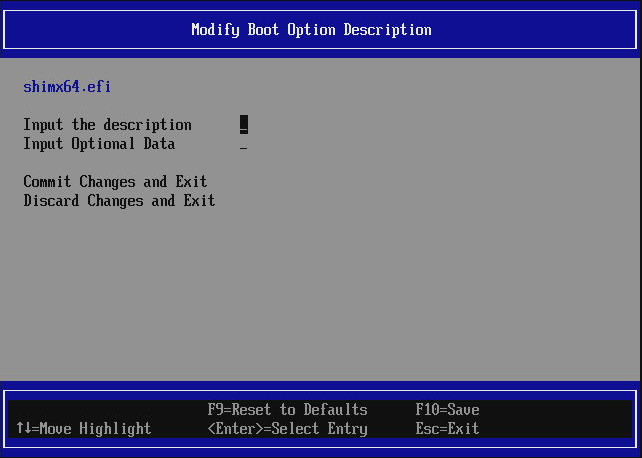 Modify Boot Option Description
shimx64.efi
Input the description _
Input Optional Data _
Commit Changes and Exit
Discard Changes and Exit
F9=Reset to Defaults F10=Save
↑↓=Move Highlight <Enter>=Select Entry Esc=Exit